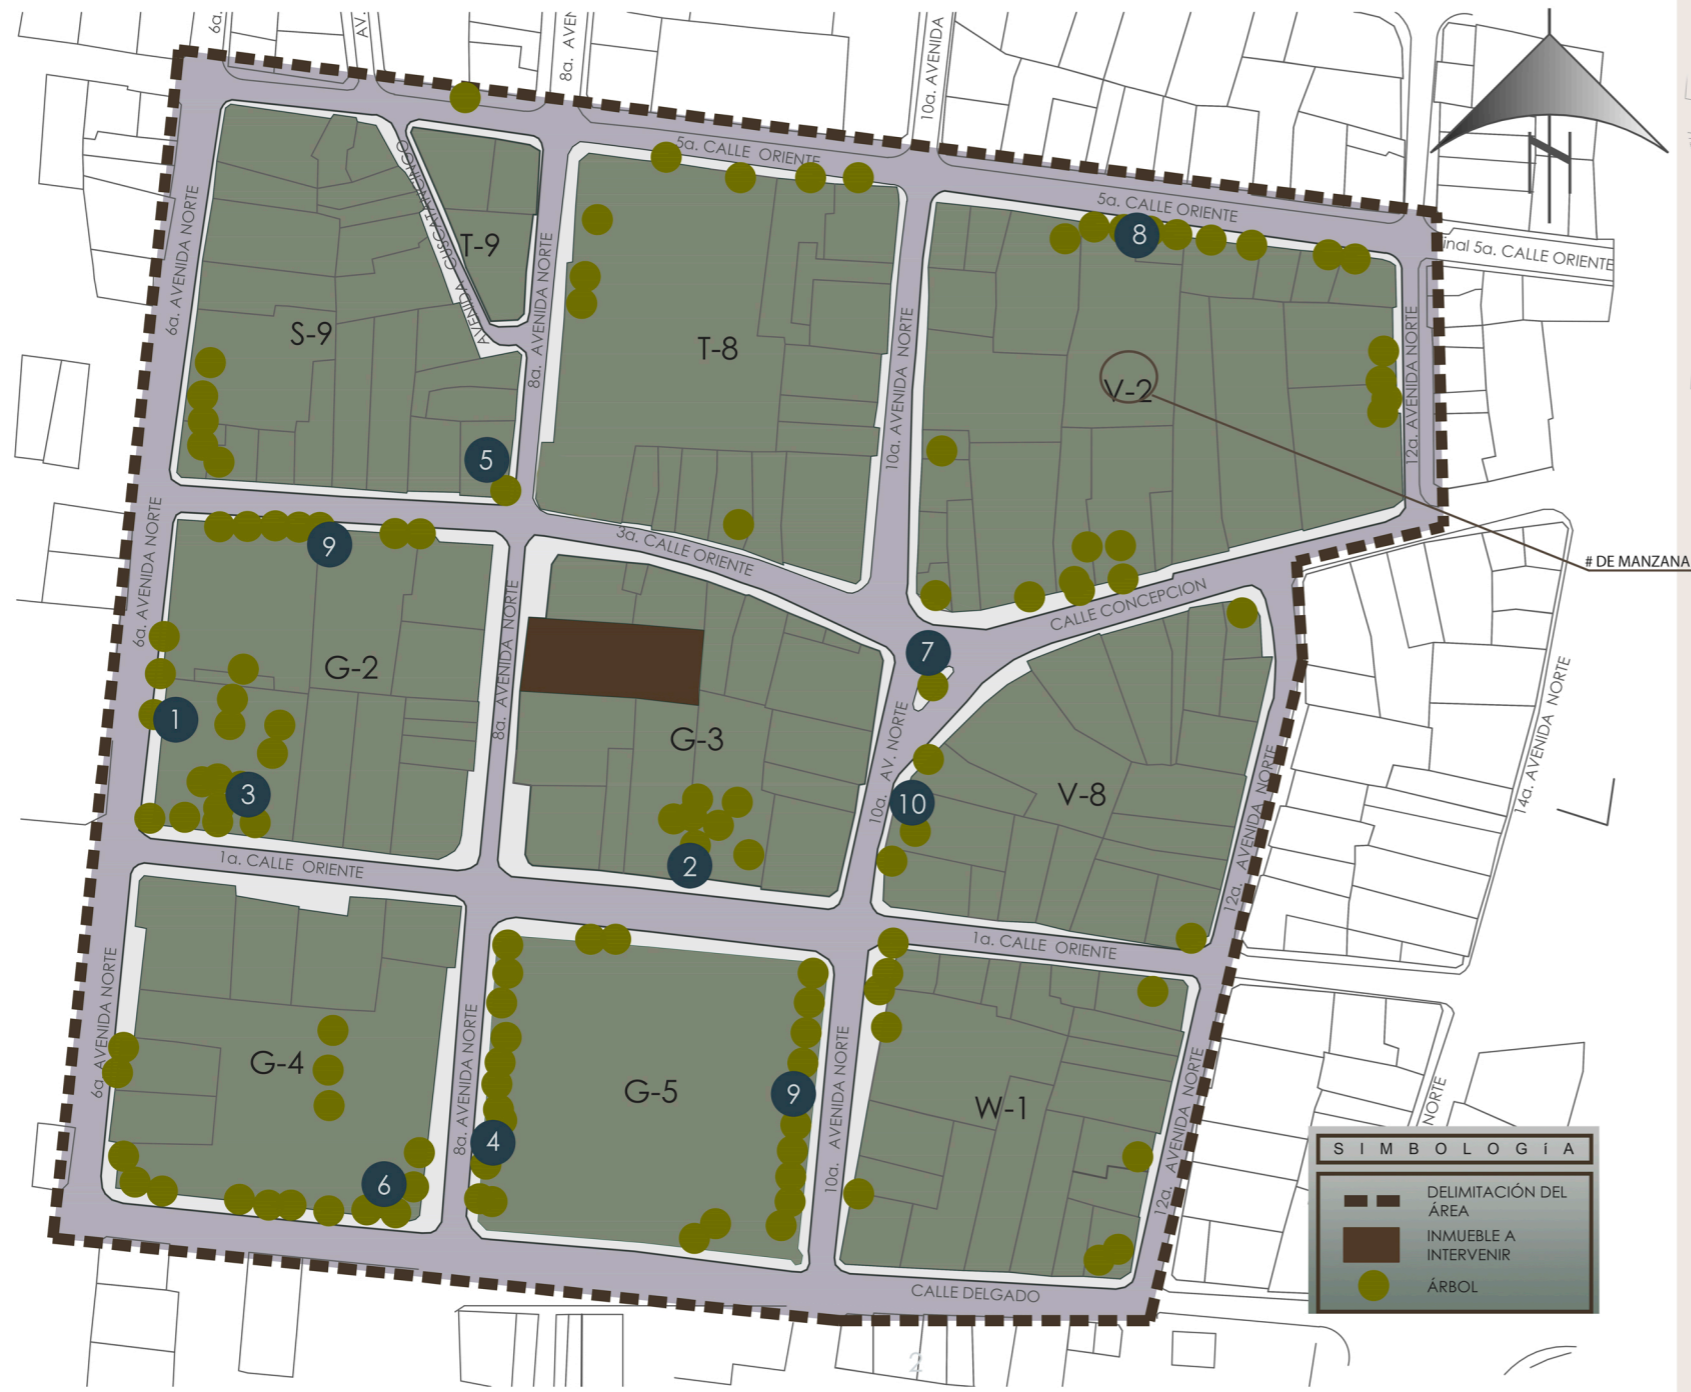 6a.
AV.
8a. AVEN
10a. AVENIDA
5a. CALLE ORIENTE
5a. CALLE ORIENTE
inal 5a. CALLE ORIENTE
6a. AVENIDA NORTE
AVENIDA CUSCATANCINGO
T-9
8a. AVENIDA NORTE
8
S-9
T-8
10a. AVENIDA NORTE
V-2
12a. AVENIDA NORTE
5
9
3a. CALLE ORIENTE
# DE MANZANA
6a. AVENIDA NORTE
8a. AVENIDA NORTE
CALLE CONCEPCION
G-2
7
1
G-3
10a. AV. NORTE
14a. AVENIDA NORTE
3
10
V-8
12a. AVENIDA NORTE
2
1a. CALLE ORIENTE
1a. CALLE ORIENTE
6a. AVENIDA NORTE
8a. AVENIDA NORTE
10a. AVENIDA NORTE
12a. AVENIDA NORTE
NORTE
G-4
G-5
9
W-1
4
6
CALLE DELGADO
SIMBOLOGíA
DELIMITACIÓN DEL
ÁREA
INMUEBLE A
INTERVENIR
ÁRBOL
2